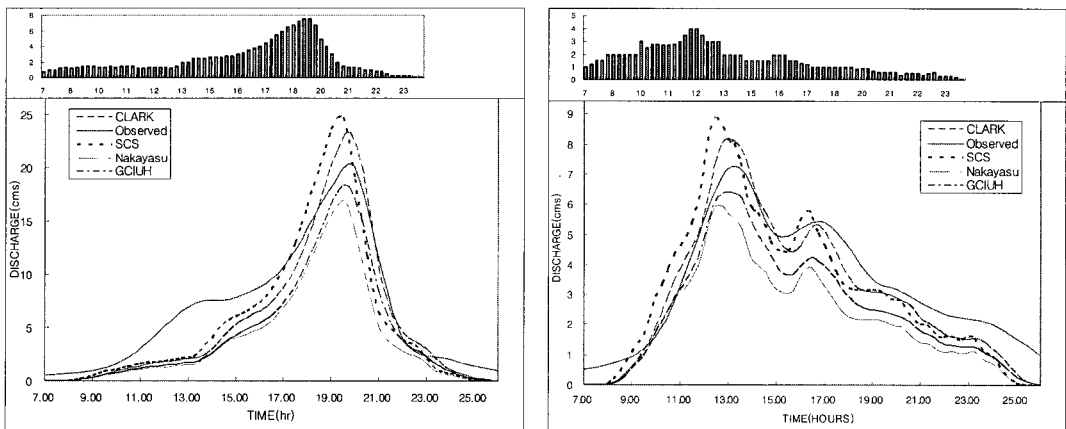 8
6
4
2
0
7 8 10 11 12 13 14 15 16 17 18 20 21 22 23
25
20
15
10
5
0
CLARK
Observed
SCS
Nakayasu
GCIUH
DISCHARGE(cms)
7.00 9.00 11.00 13.00 15.00 17.00 19.00 21.00 23.00 25.00
TIME(hr)
5
4
3
2
1
0
7 8 10 11 12 13 14 15 16 17 18 20 21 22 23
9
8
7
6
5
4
3
2
1
0
CLARK
Observed
SCS
Nakayasu
GCIUH
DISCHARGE(cms)
7.00 9.00 11.00 13.00 15.00 17.00 19.00 21.00 23.00 25.00
TIME(HOURS)